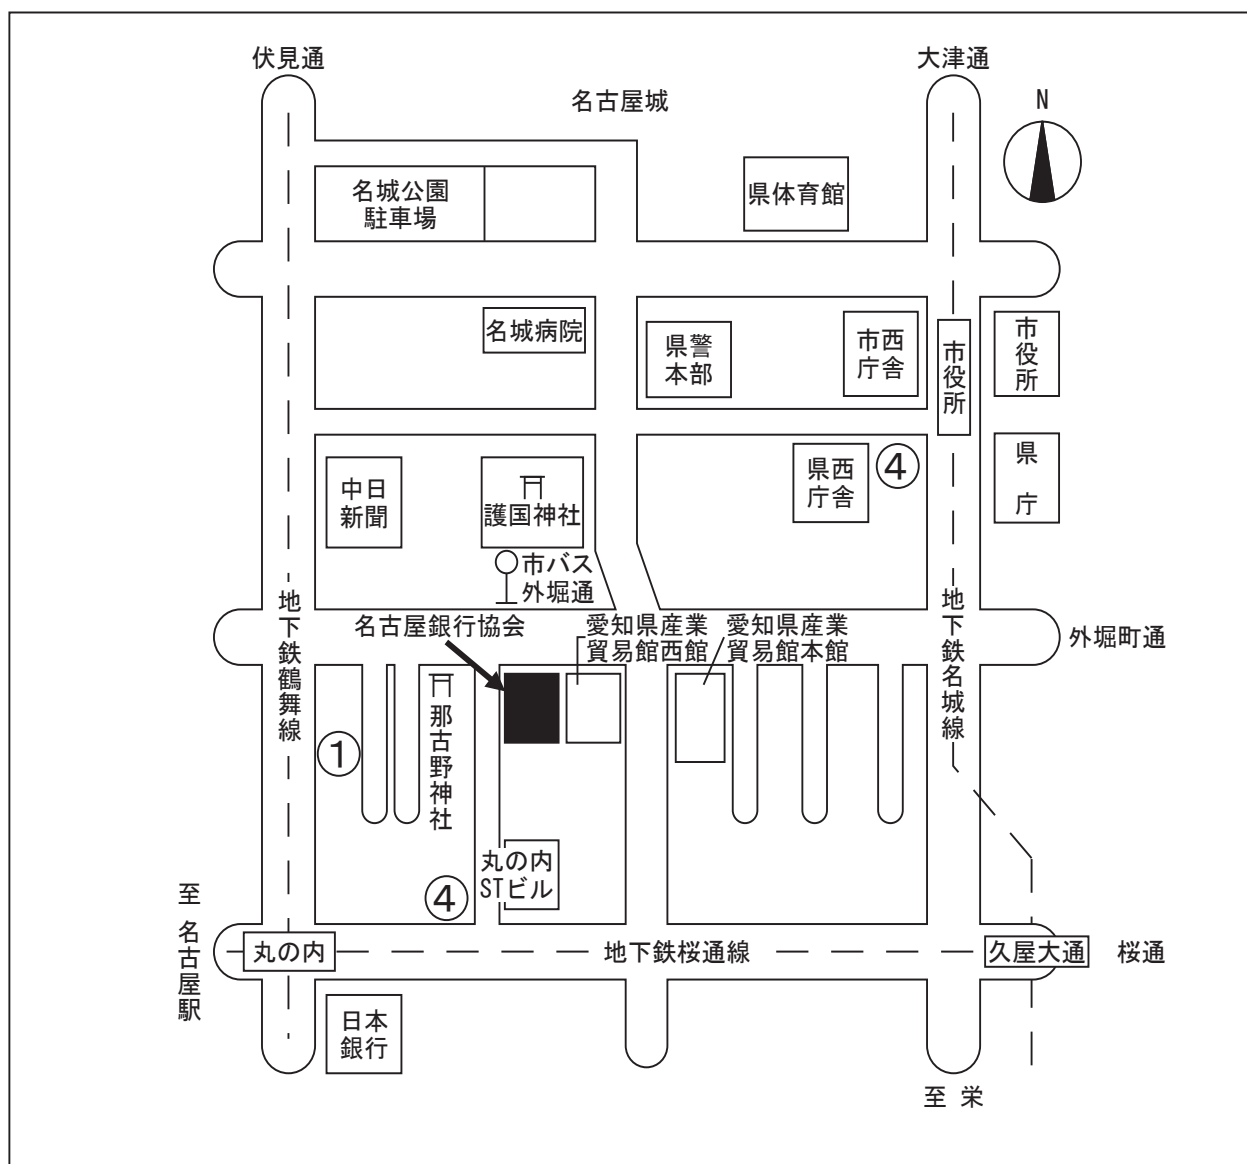 伏見通
大津通
名古屋城
N
名城公園
駐車場
県体育館
名城病院
県警
本部
市西
庁舎
市役所
市役所
中日
新聞
護国神社
県西
庁舎
④
県庁
市バス
外堀通
地下鉄鶴舞線
名古屋銀行協会
愛知県産業
貿易館西館
愛知県産業
貿易館本館
地下鉄名城線
外堀町通
①
那古野神社
丸の内
STビル
④
至 名古屋駅
丸の内
地下鉄桜通線
久屋大通
桜通
日本
銀行
至 栄